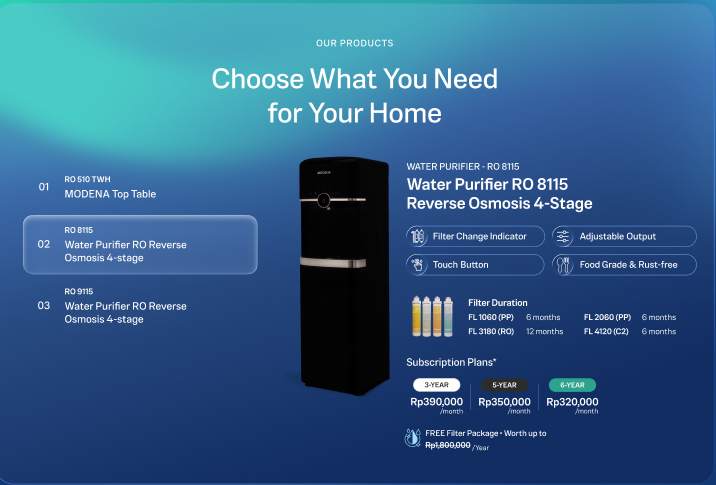 OUR PRODUCTS
Choose What You Need
for Your Home
01
RO 510 TWH
MODENA Top Table
02
RO 8115
Water Purifier RO Reverse
Osmosis 4-stage
03
RO 9115
Water Purifier RO Reverse
Osmosis 4-stage
MODENA
WATER PURIFIER - RO 8115
Water Purifier RO 8115
Reverse Osmosis 4-Stage
Filter Change Indicator
Adjustable Output
Touch Button
Food Grade & Rust-free
Filter Duration
FL 1060 (PP) 6 months FL 2060 (PP) 6 months
FL 3180 (RO) 12 months FL 4120 (C2) 6 months
Subscription Plans*
3-YEAR 5-YEAR 6-YEAR
Rp390,000 Rp350,000 Rp320,000
/month /month /month
FREE Filter Package • Worth up to
Rp1,800,000 /Year